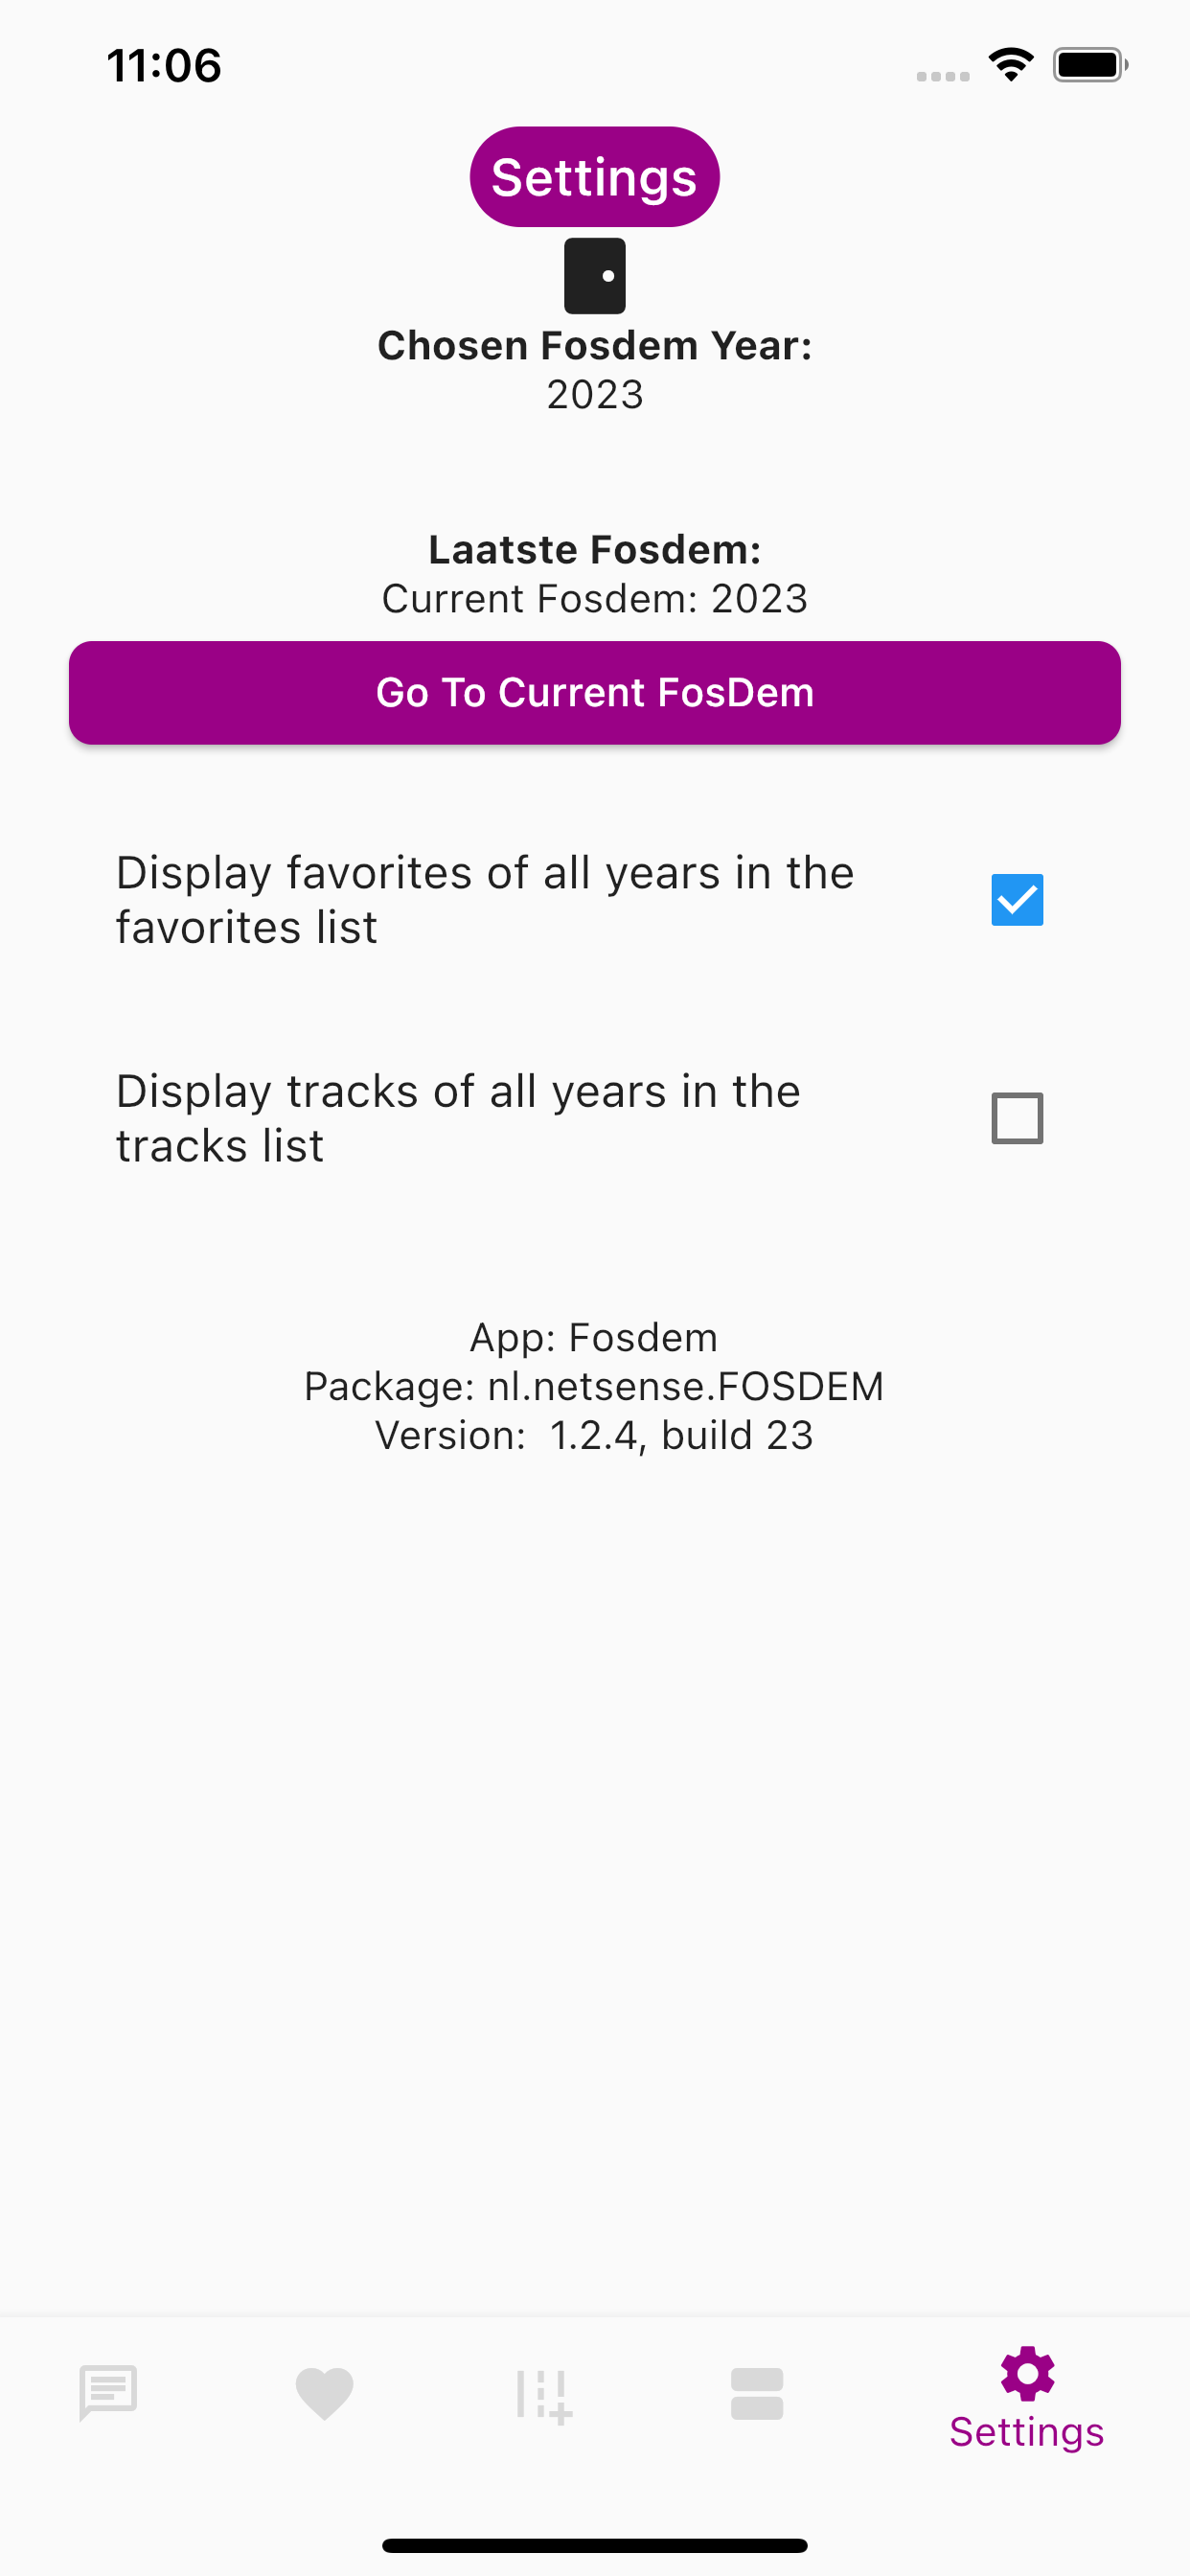 11:06
Settings
Chosen Fosdem Year:
2023
Laatste Fosdem:
Current Fosdem: 2023
Go To Current FosDem
Display favorites of all years in the
favorites list
Display tracks of all years in the
tracks list
App: Fosdem
Package: nl.netsense.FOSDEM
Version:  1.2.4, build 23
Settings